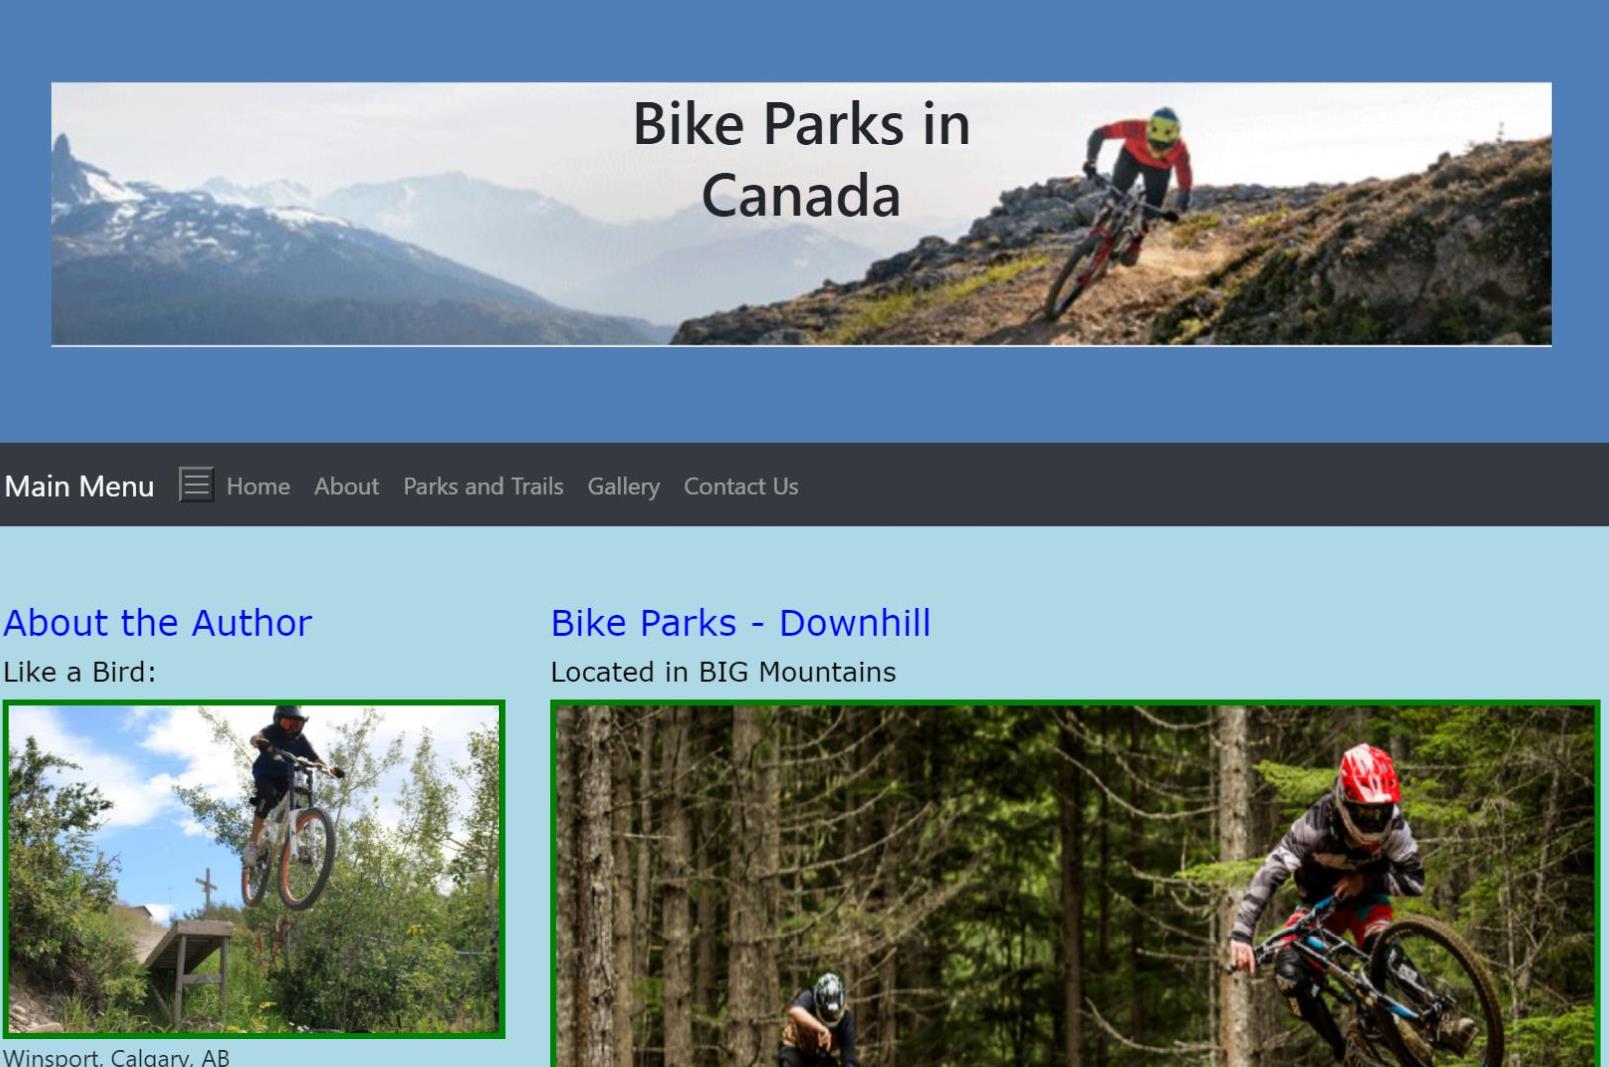 Bike Parks in
Canada
Main Menu Home About Parks and Trails Gallery Contact Us
About the Author
Like a Bird:
Winsport, Calgary, AB
Bike Parks - Downhill
Located in BIG Mountains